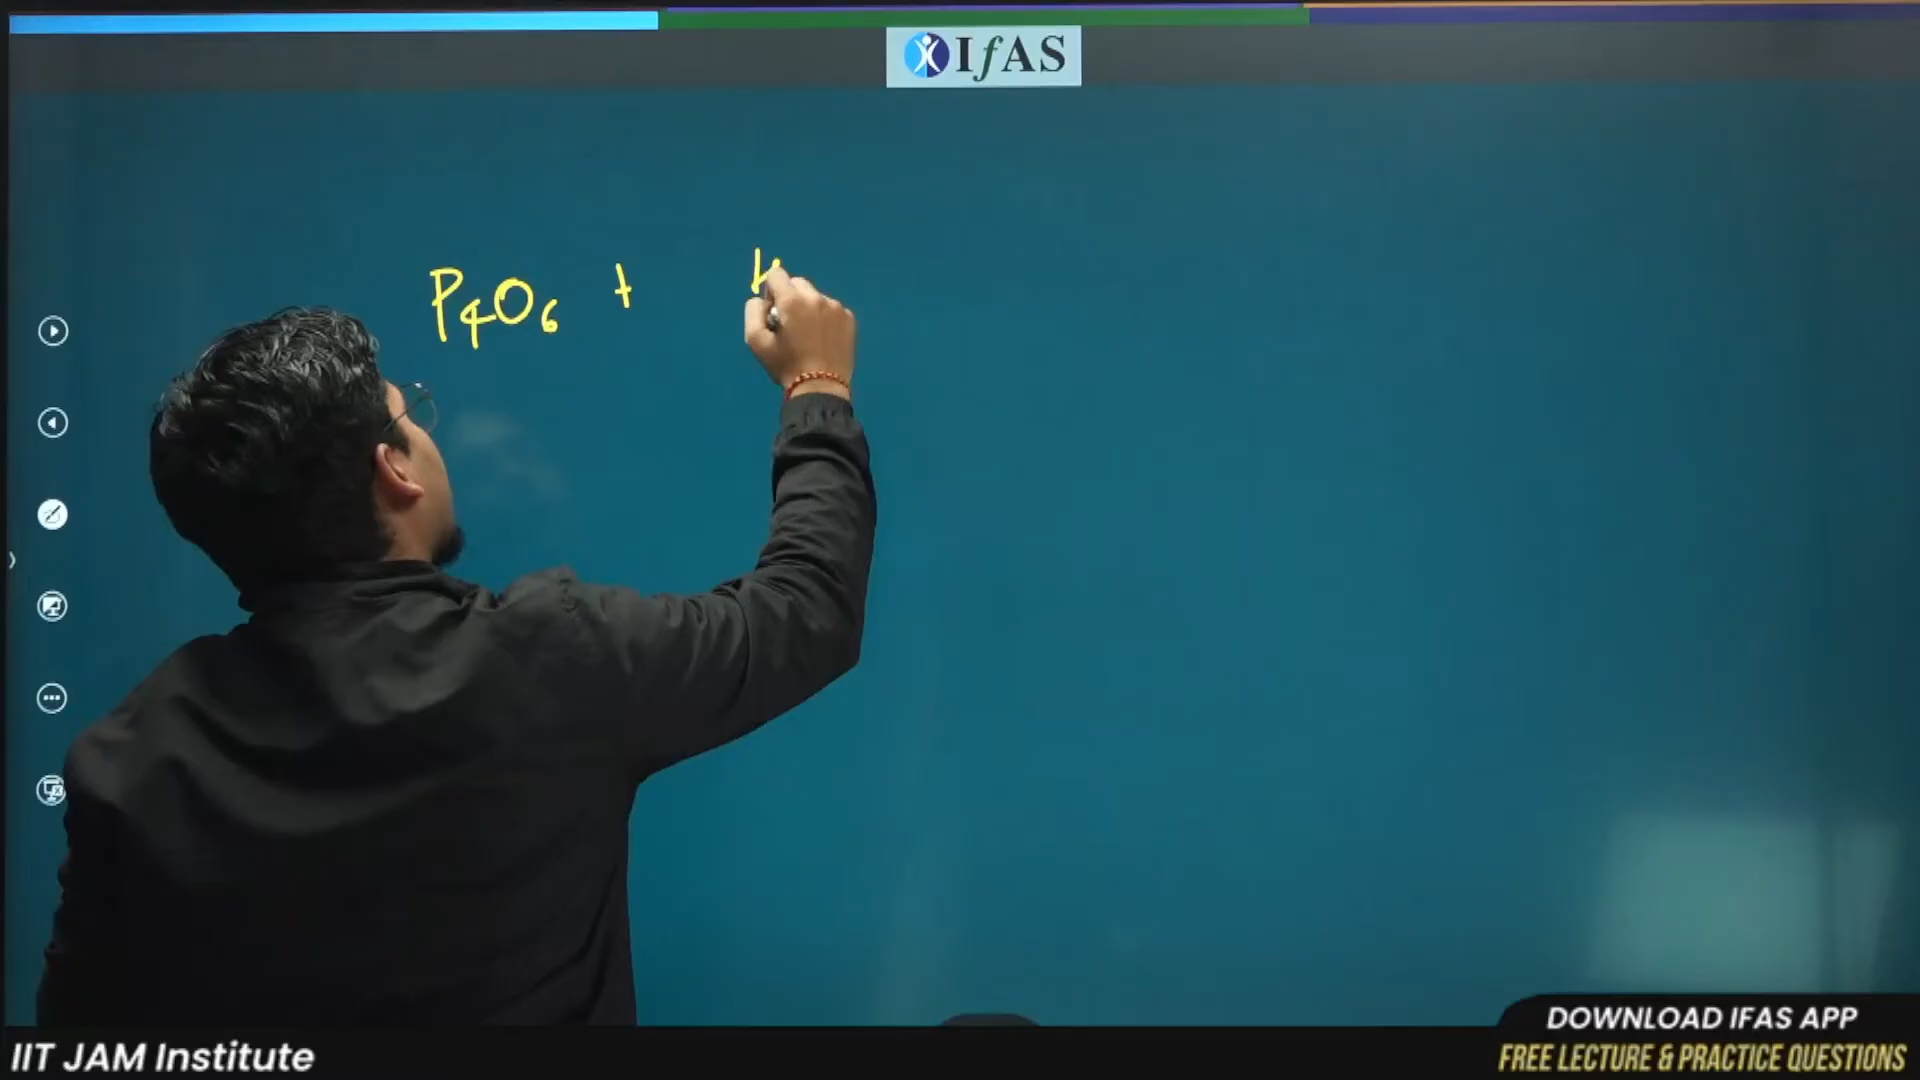 IfAS
P4O6 + H
IIT JAM Institute
DOWNLOAD IFAS APP
FREE LECTURE & PRACTICE QUESTIONS